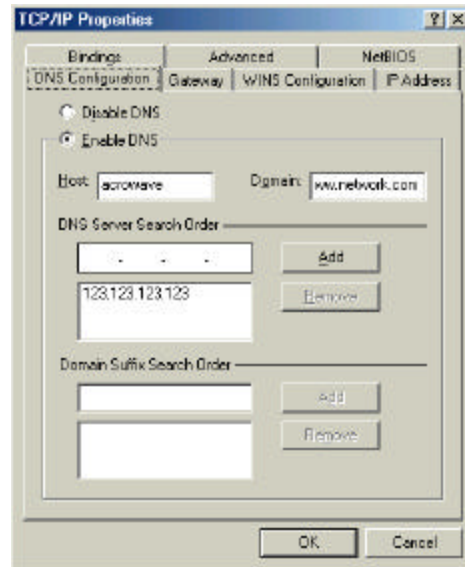 TCP/IP Properties
? X
Bindings Advanced NetBIOS
DNS Configuration Gateway WINS Configuration IP Address
Disable DNS
Enable DNS
Host: acrowave Domain: ww.network.com
DNS Server Search Order
. . . Add
123.123.123.123 Remove
Domain Suffix Search Order
Add
Remove
OK Cancel